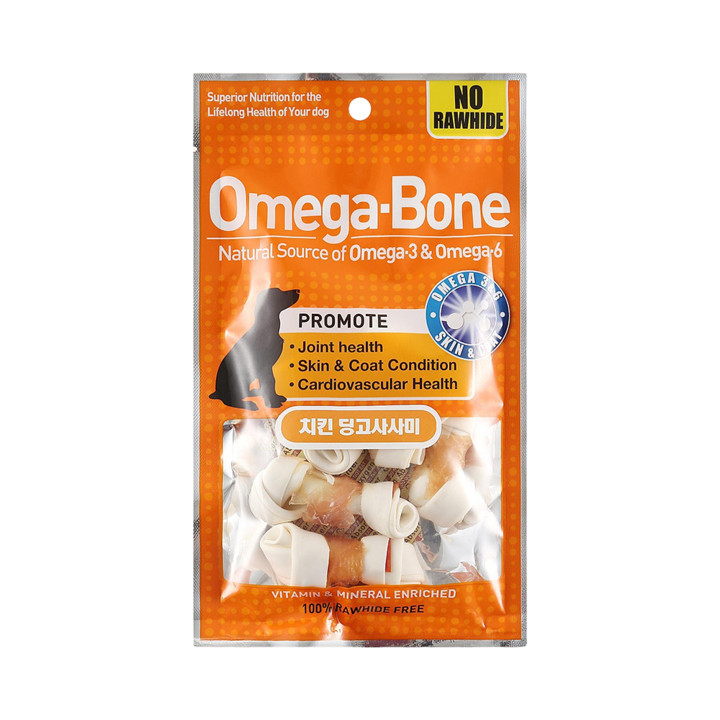 Superior Nutrition for the
Lifelong Health of Your dog
NO
RAWHIDE
Omega·Bone
Natural Source of Omega·3 & Omega·6
OMEGA 3&6
SKIN & COAT
PROMOTE
• Joint health
• Skin & Coat Condition
• Cardiovascular Health
치킨 딩고사사미
VITAMIN & MINERAL ENRICHED
100% RAWHIDE FREE